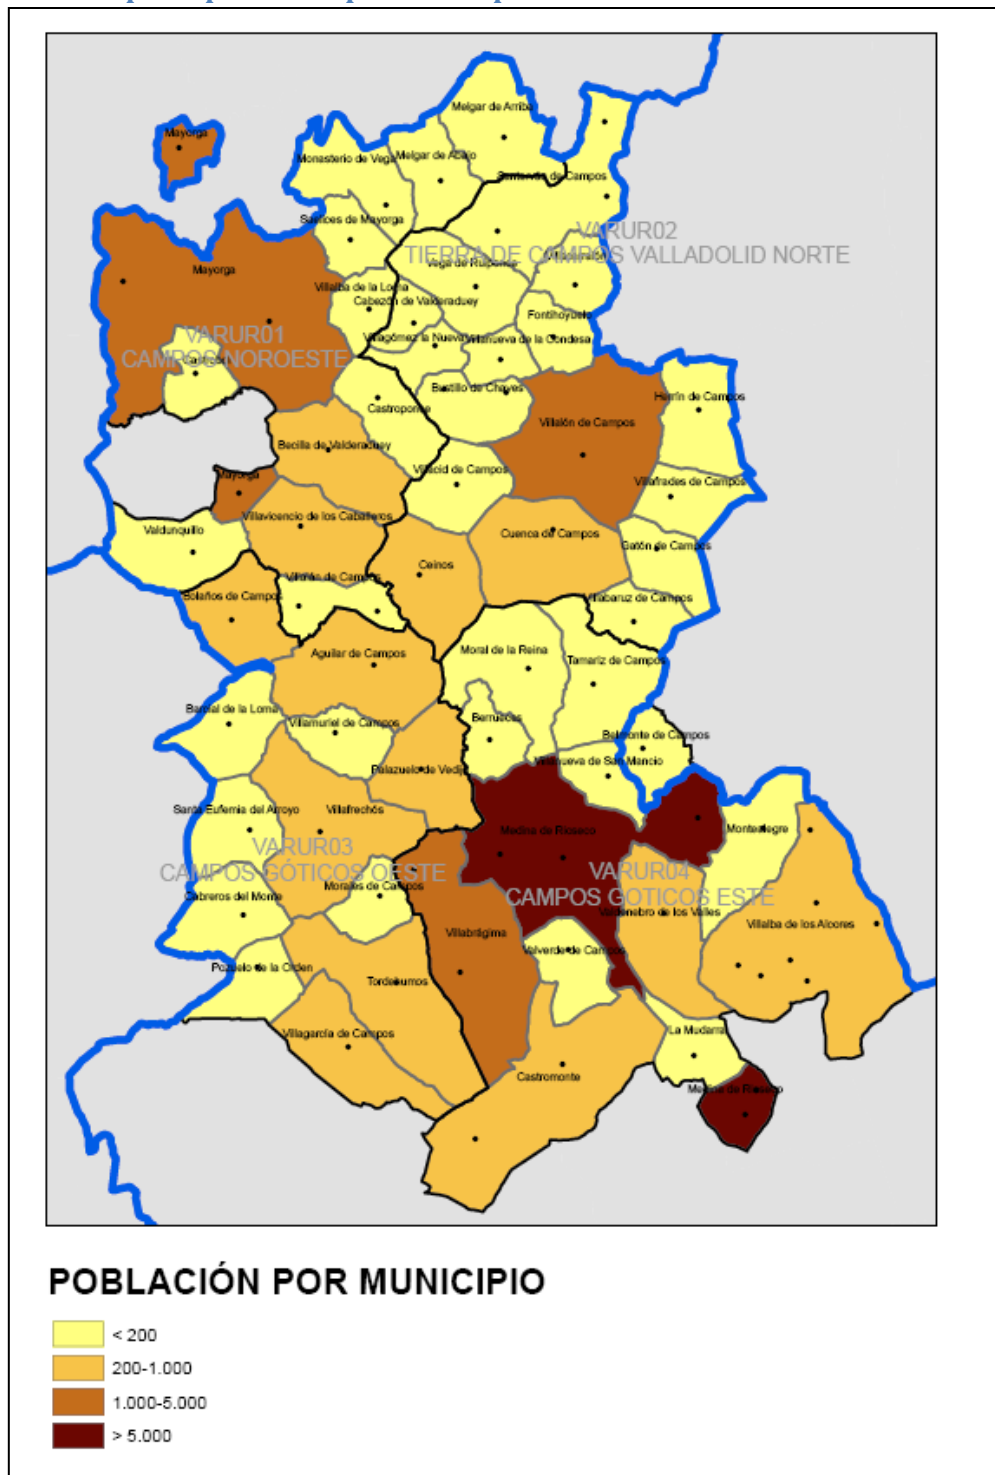 Melgar de Arriba
Mayorga
Monasterio de Vega
Melgar de Abajo
Santervás de Campos
Saelices de Mayorga
VARUR02
TIERRA DE CAMPOS VALLADOLID NORTE
Mayorga
Vega de Ruiponce
Villalba de la Loma
Cabezón de Valderaduey
Fontihoyuelo
VARUR01
CAMPOS NOROESTE
Villagómez la Nueva
Villanueva de la Condesa
Bustillo de Chaves
Castroponce
Herrín de Campos
Villalón de Campos
Becilla de Valderaduey
Villacid de Campos
Mayorga
Villafrades de Campos
Villavicencio de los Caballeros
Valdunquillo
Cuenca de Campos
Gatón de Campos
Ceinos
Villalán de Campos
Bolaños de Campos
Villabaruz de Campos
Aguilar de Campos
Moral de la Reina
Tamariz de Campos
Barcial de la Loma
Villamuriel de Campos
Berrueces
Belmonte de Campos
Villanueva de San Mancio
Palazuelo de Vedija
Santa Eufemia del Arroyo
Villafrechós
Medina de Rioseco
Montealegre
VARUR03
CAMPOS GÓTICOS OESTE
VARUR04
CAMPOS GOTICOS ESTE
Morales de Campos
Cabreros del Monte
Valdenebro de los Valles
Villalba de los Alcores
Villabrágima
Valverde de Campos
Pozuelo de la Orden
Tordehumos
Villagarcía de Campos
La Mudarra
Castromonte
Medina de Rioseco
POBLACIÓN POR MUNICIPIO
< 200
200-1.000
1.000-5.000
> 5.000